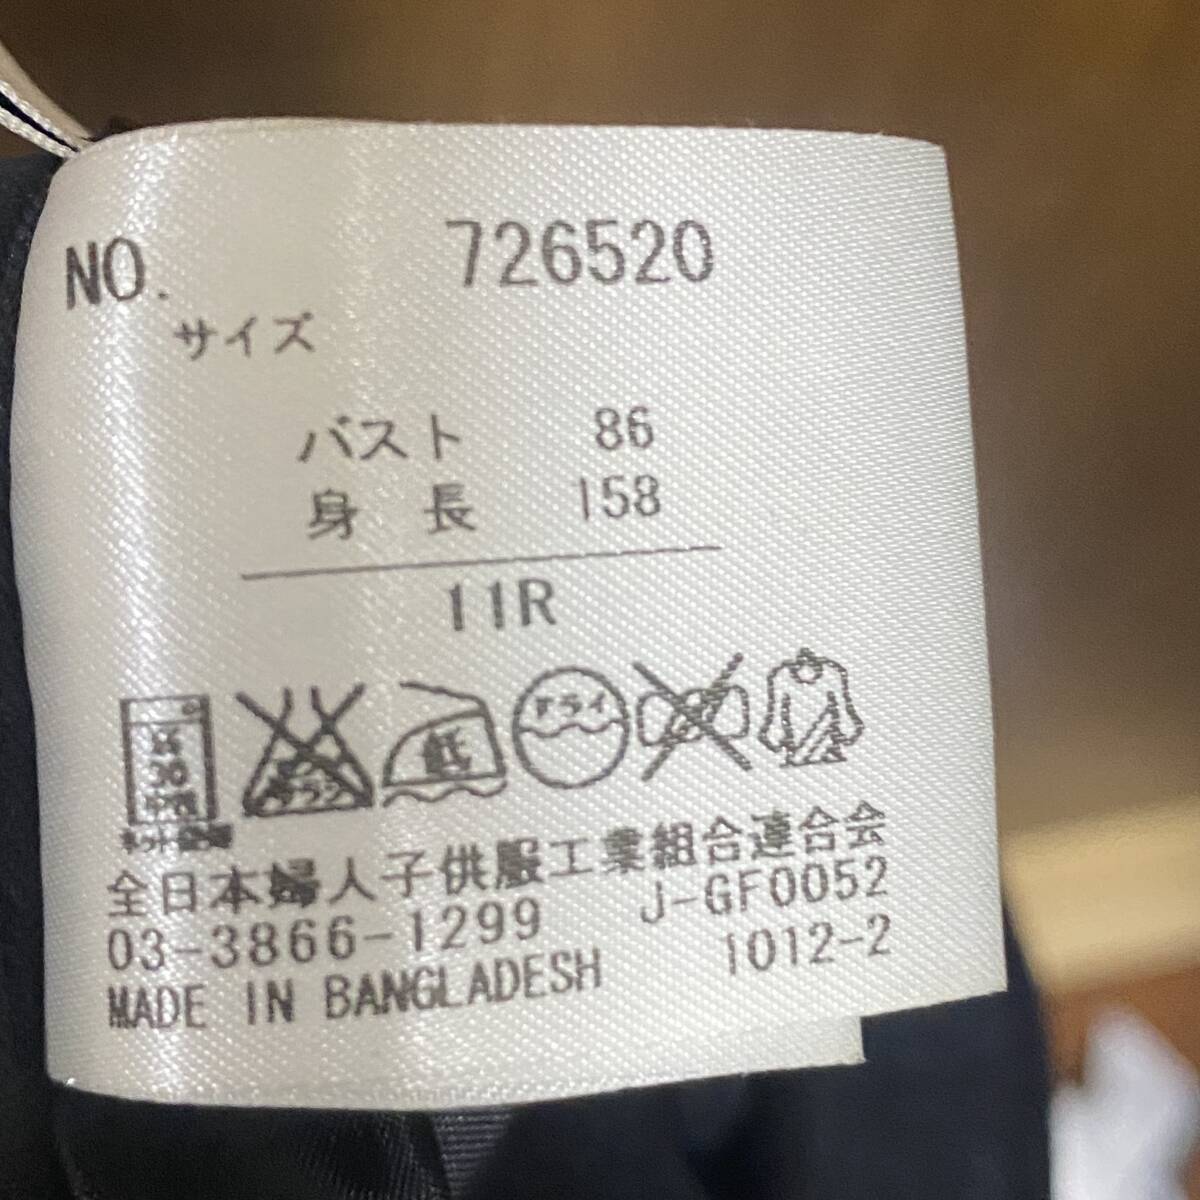 NO. 726520
サイズ
バスト 86
身長 158
11R
低
ドライ
全日本婦人子供服工業組合連合会
03-3866-1299 J-GF0052
MADE IN BANGLADESH 1012-2